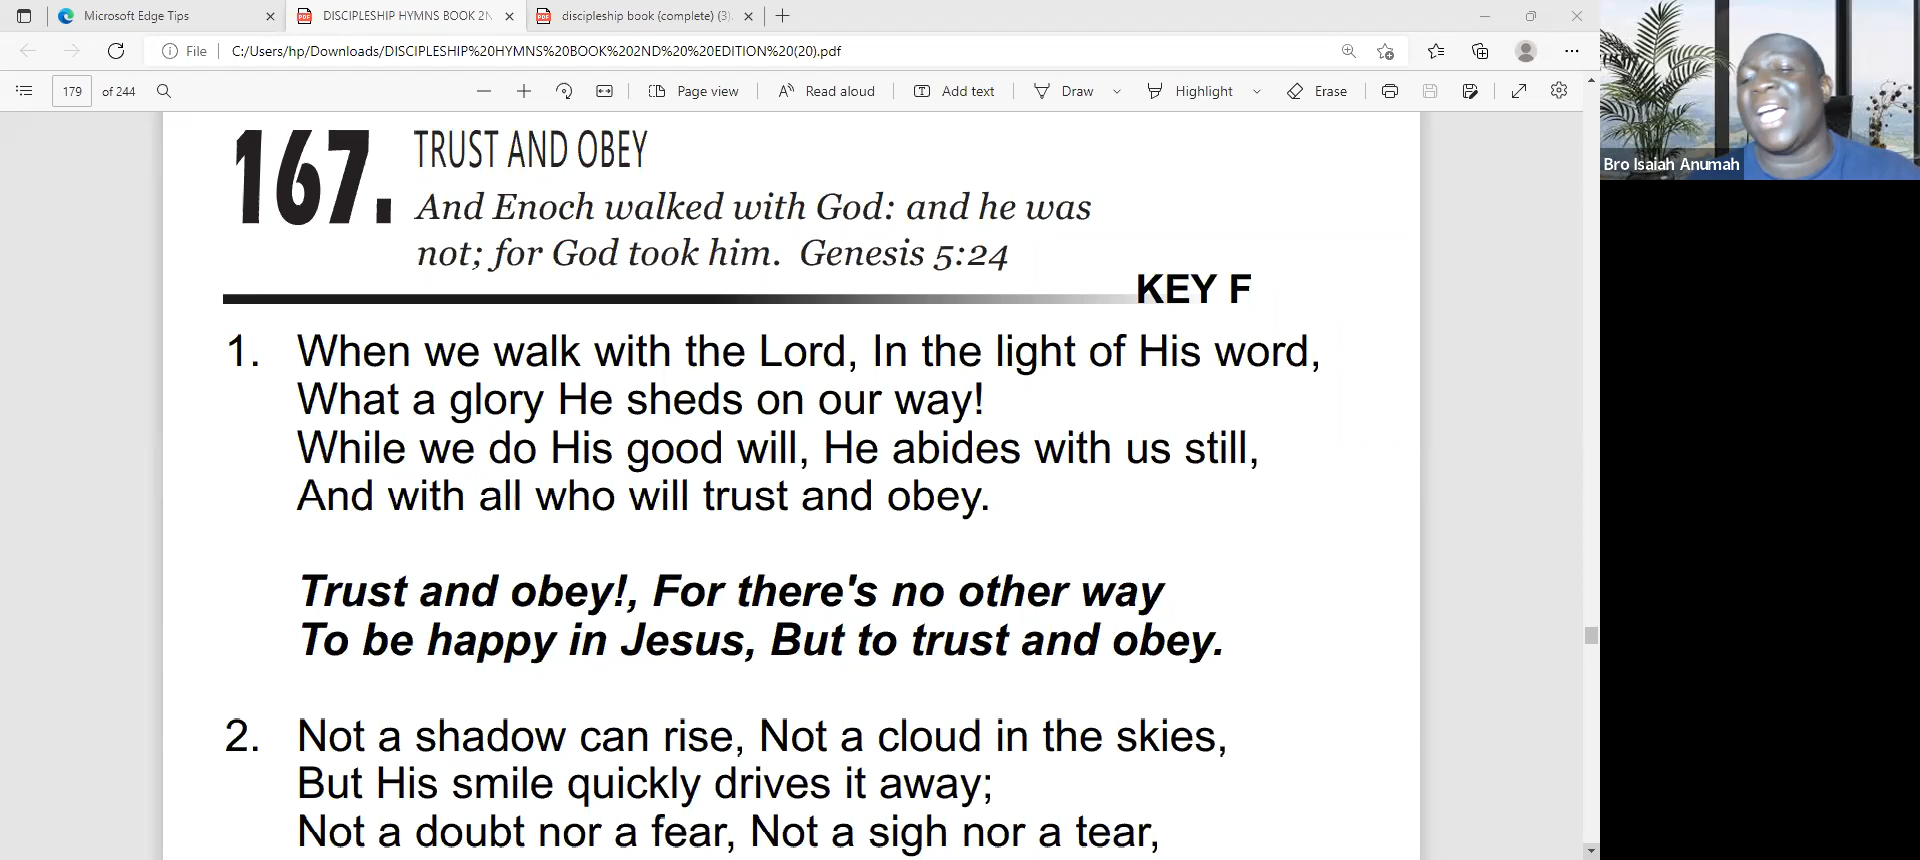 Microsoft Edge Tips
DISCIPLESHIP HYMNS BOOK 2N
discipleship book (complete) (3)
File
C:/Users/hp/Downloads/DISCIPLESHIP%20HYMNS%20BOOK%202ND%20%20EDITION%20(20).pdf
179 of 244
Page view
Read aloud
Add text
Draw
Highlight
Erase
167. TRUST AND OBEY
And Enoch walked with God: and he was
not; for God took him. Genesis 5:24
KEY F
1. When we walk with the Lord, In the light of His word,
What a glory He sheds on our way!
While we do His good will, He abides with us still,
And with all who will trust and obey.
Trust and obey!, For there's no other way
To be happy in Jesus, But to trust and obey.
2. Not a shadow can rise, Not a cloud in the skies,
But His smile quickly drives it away;
Not a doubt nor a fear, Not a sigh nor a tear,
Bro Isaiah Anumah